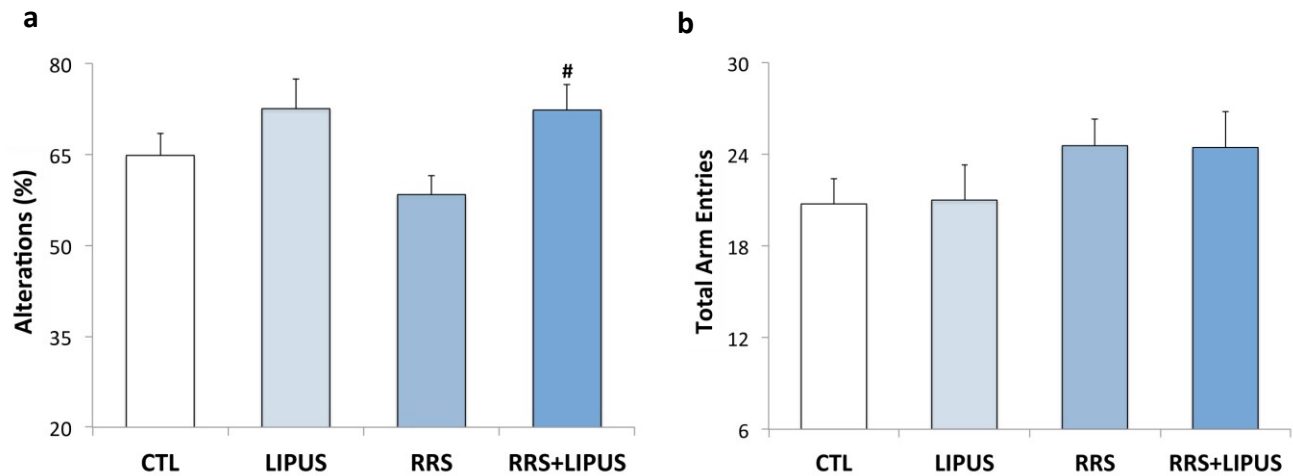 a
80
65
50
35
20
Alterations (%)
#
CTL
LIPUS
RRS
RRS+LIPUS
b
30
24
18
12
6
Total Arm Entries
CTL
LIPUS
RRS
RRS+LIPUS